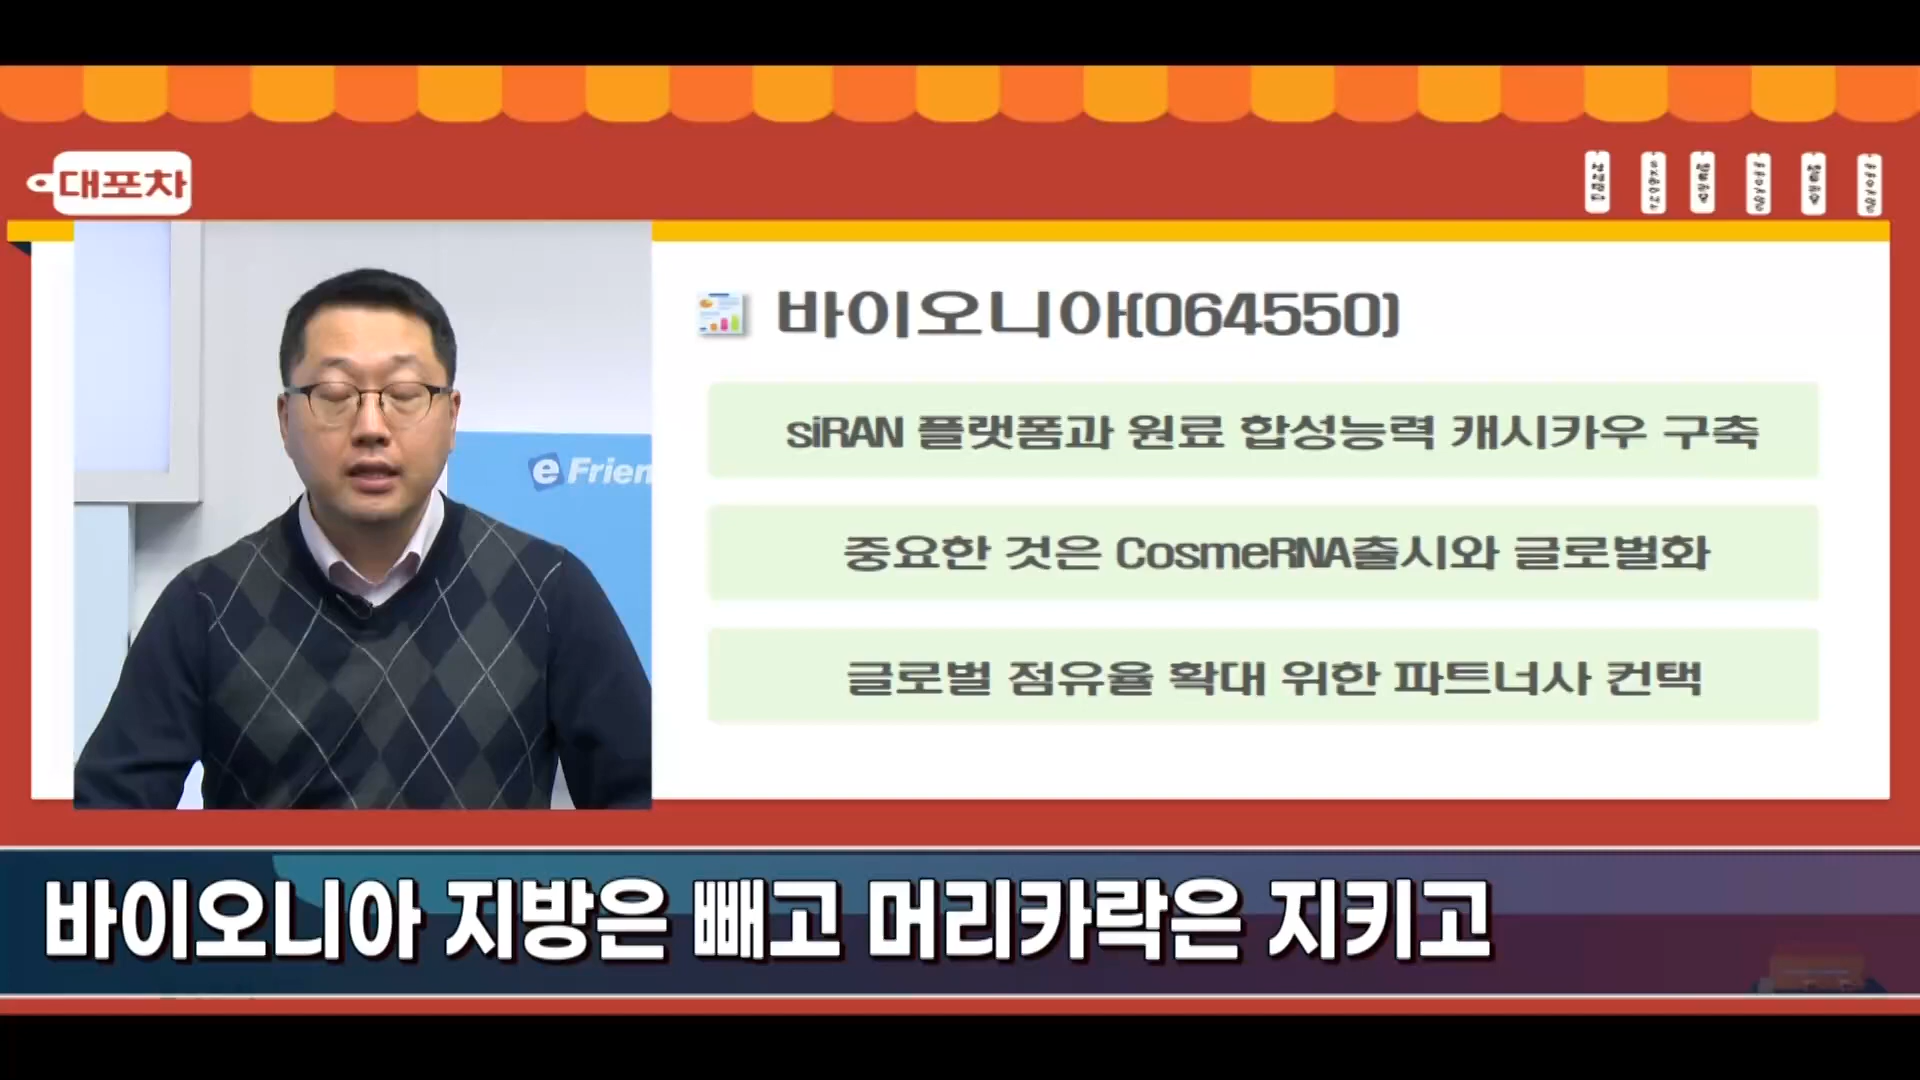 대포차
바이오니아(064550)
siRAN 플랫폼과 원료 합성능력 캐시카우 구축
e Frien
중요한 것은 CosmeRNA출시와 글로벌화
글로벌 점유율 확대 위한 파트너사 컨택
바이오니아 지방은 빼고 머리카락은 지키고